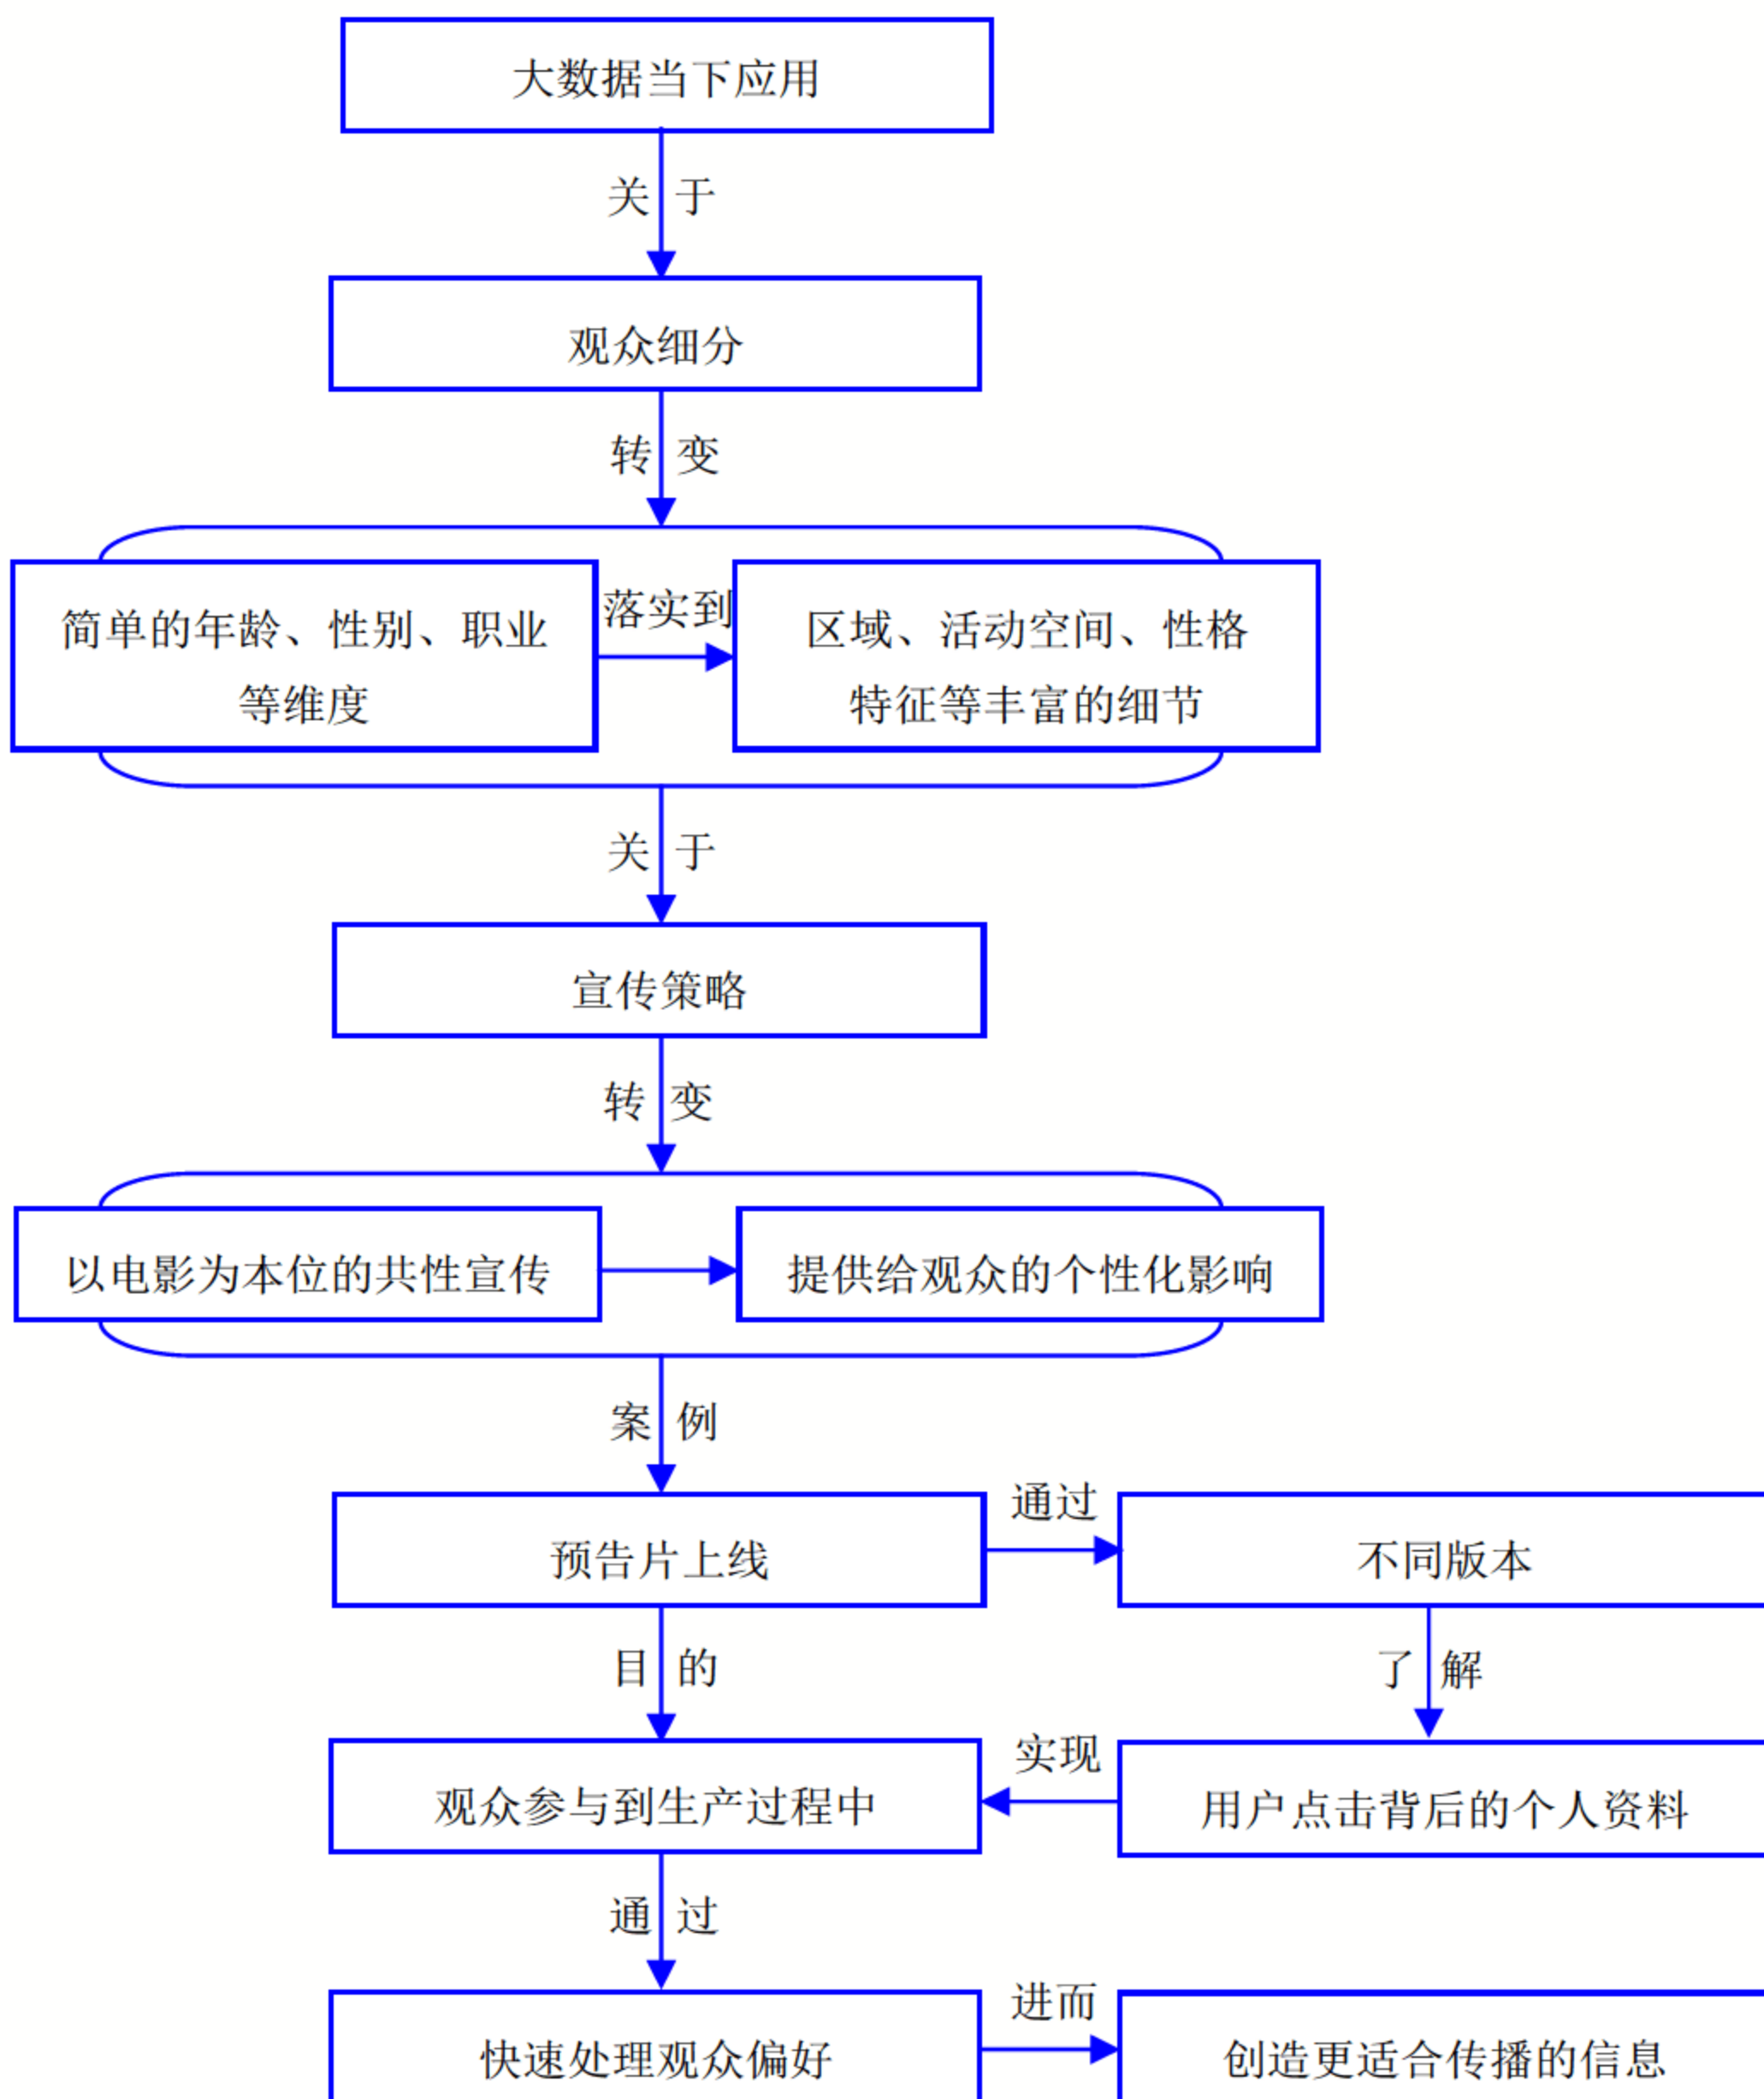 大数据当下应用
关于
观众细分
转变
简单的年龄、性别、职业
等维度
落实到
区域、活动空间、性格
特征等丰富的细节
关于
宣传策略
转变
以电影为本位的共性宣传
提供给观众的个性化影响
案例
预告片上线
通过
不同版本
目的
了解
观众参与到生产过程中
实现
用户点击背后的个人资料
通过
快速处理观众偏好
进而
创造更适合传播的信息